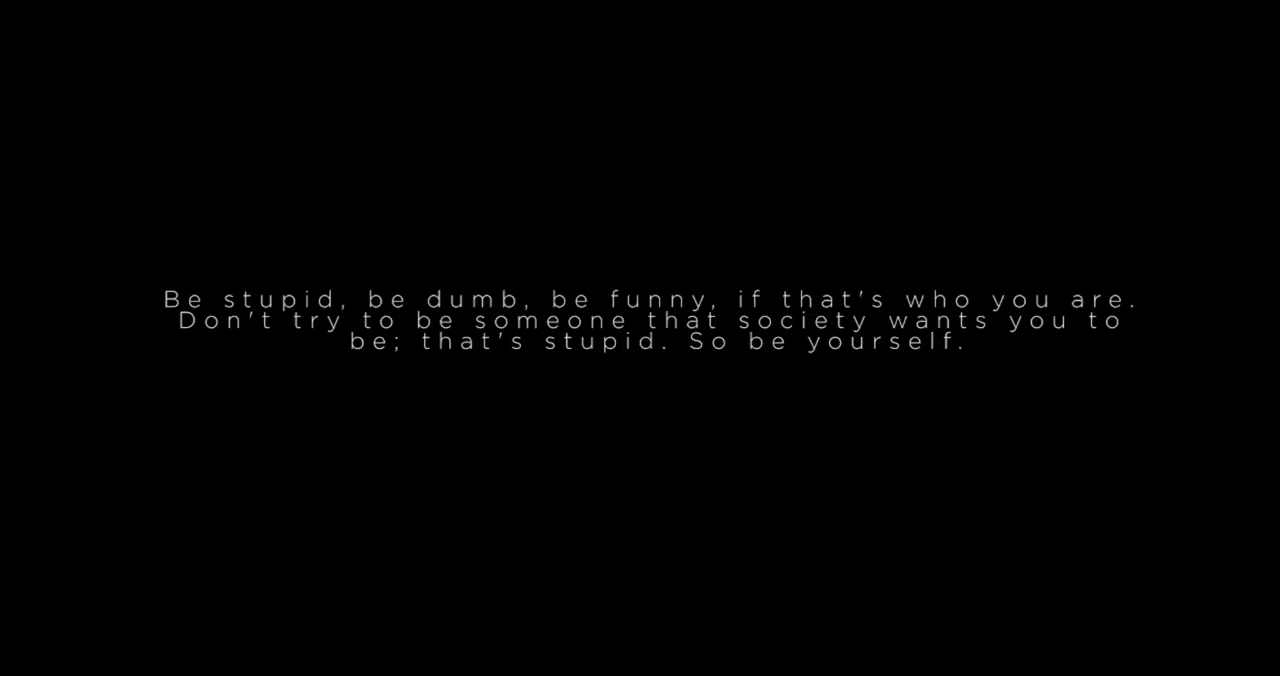 Be stupid, be dumb, be funny, if that's who you are.
Don't try to be someone that society wants you to
be; that's stupid. So be yourself.